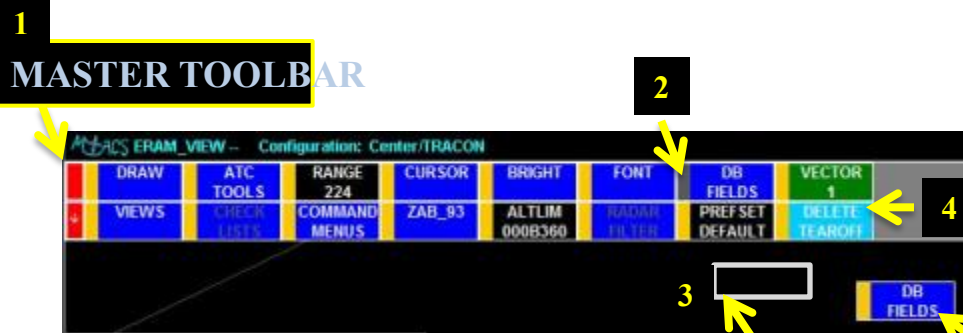 1
MASTER TOOLBAR
2
MACS ERAM_VIEW -- Configuration: Center/TRACON
DRAW ATC TOOLS RANGE 224 CURSOR BRIGHT FONT DB FIELDS VECTOR 1
VIEWS CHECK LISTS COMMAND MENUS ZAB_93 ALTLIM 000B360 RADAR FILTER PREFSET DEFAULT DELETE TEAROFF
4
3
DB
FIELDS